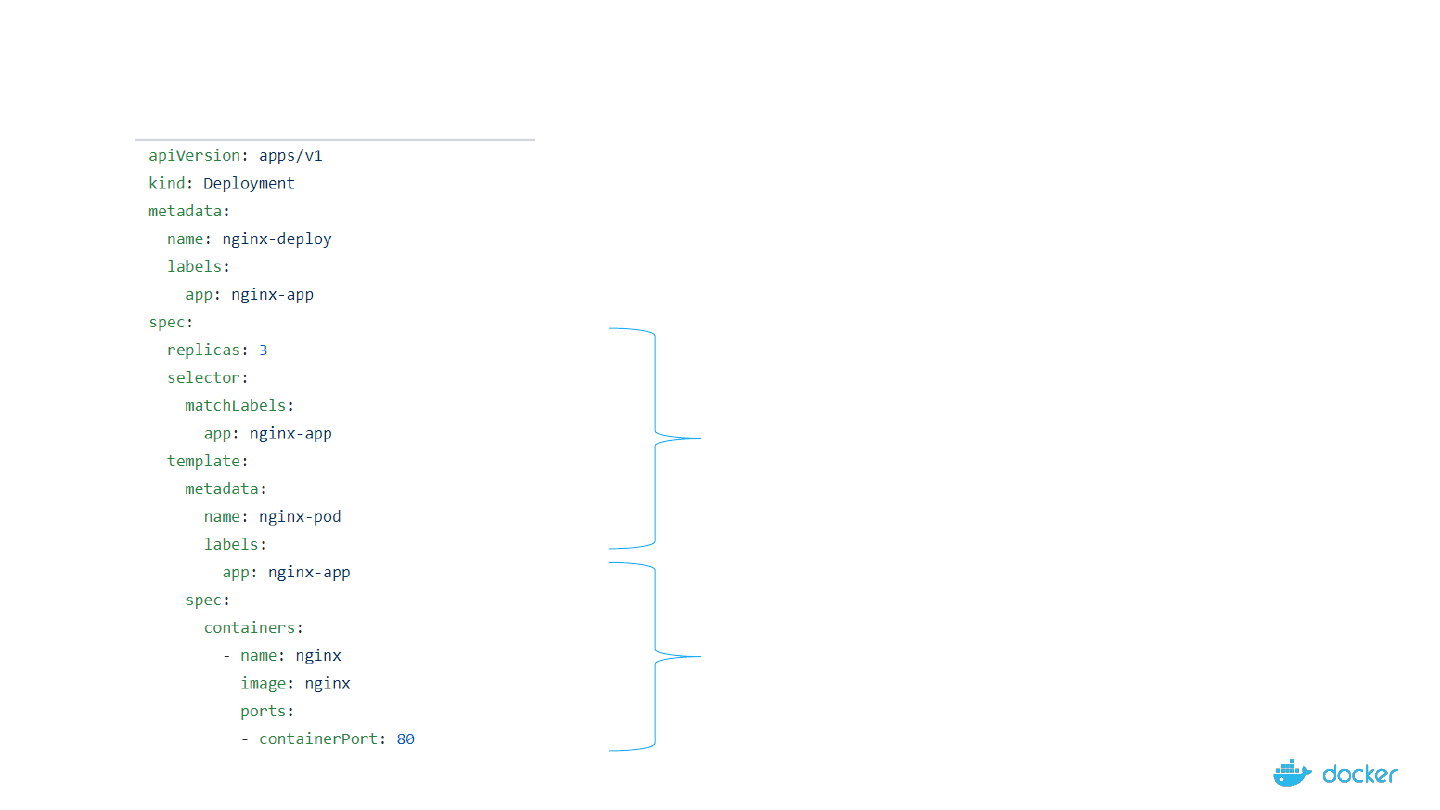 apiVersion: apps/v1
kind: Deployment
metadata:
  name: nginx-deploy
  labels:
    app: nginx-app
spec:
  replicas: 3
  selector:
    matchLabels:
      app: nginx-app
  template:
    metadata:
      name: nginx-pod
      labels:
        app: nginx-app
    spec:
      containers:
        - name: nginx
          image: nginx
          ports:
          - containerPort: 80
docker